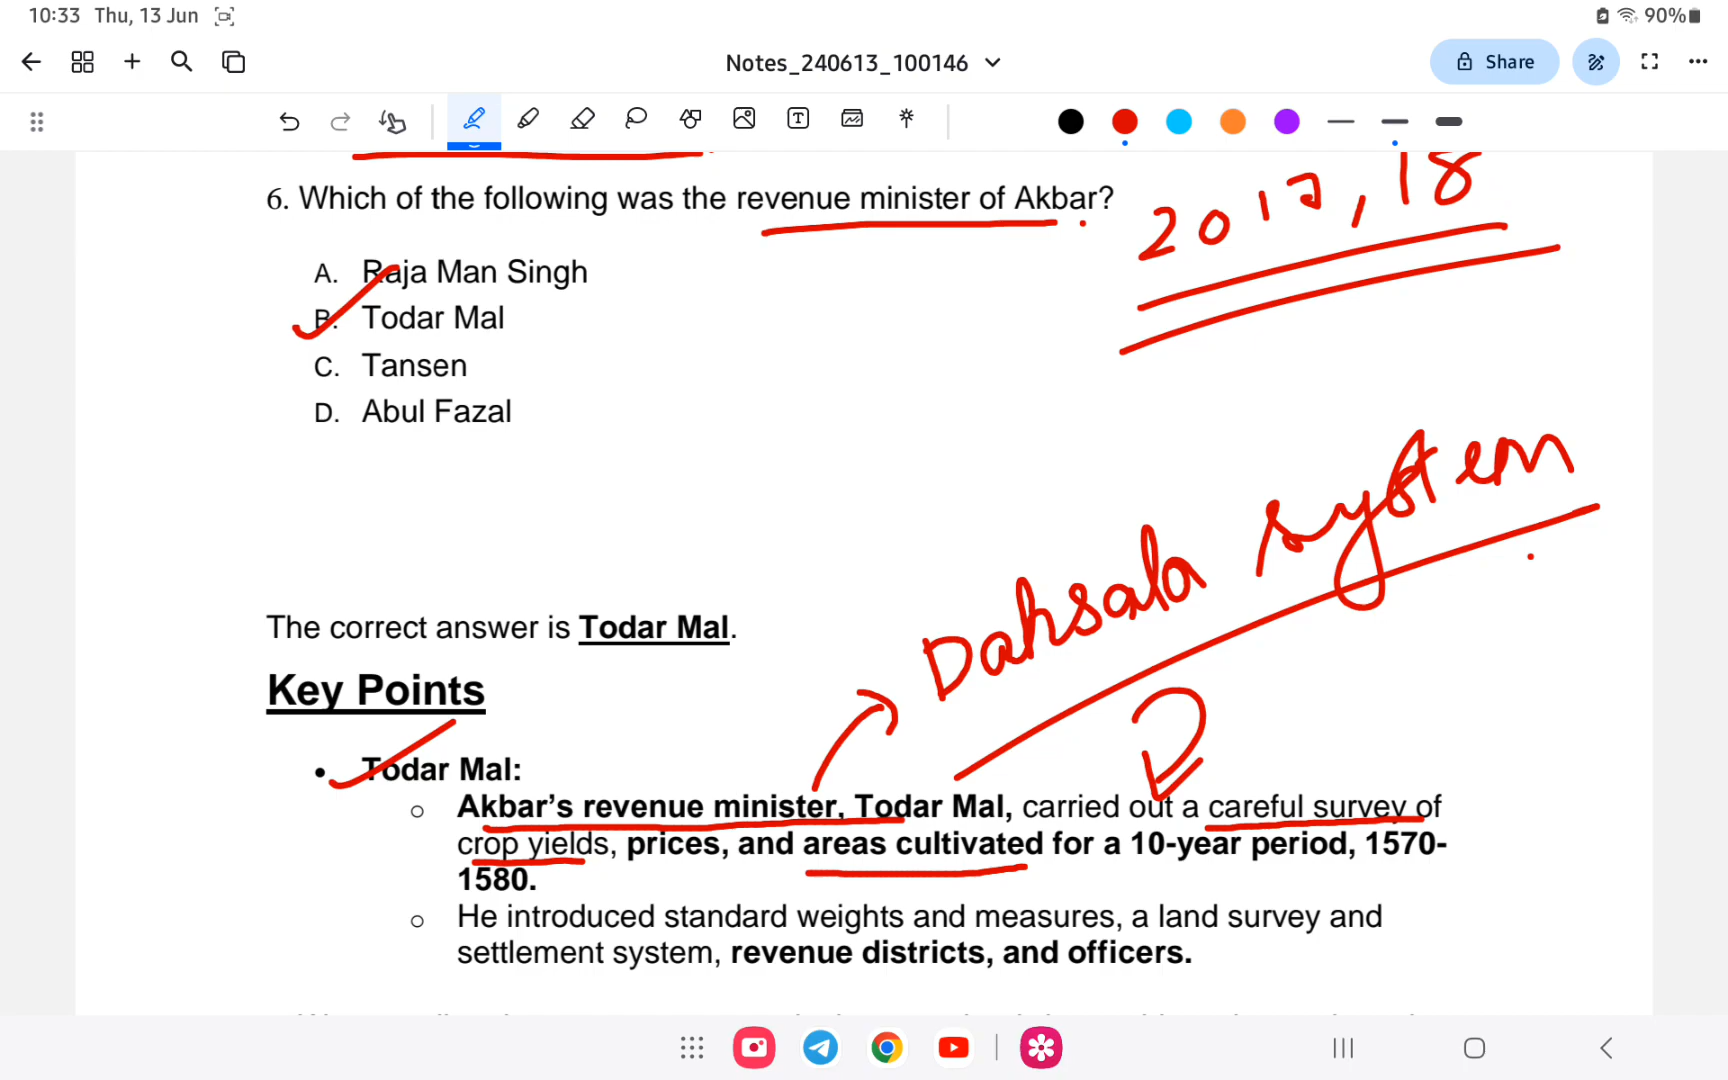 10:33 Thu, 13 Jun 90%
Notes_240613_100146
Share
2017, 18
6. Which of the following was the revenue minister of Akbar?
A. Raja Man Singh
B. Todar Mal
C. Tansen
D. Abul Fazal
Dahsala system
The correct answer is Todar Mal.
Key Points
• Todar Mal:
o Akbar's revenue minister, Todar Mal, carried out a careful survey of
crop yields, prices, and areas cultivated for a 10-year period, 1570-
1580.
o He introduced standard weights and measures, a land survey and
settlement system, revenue districts, and officers.